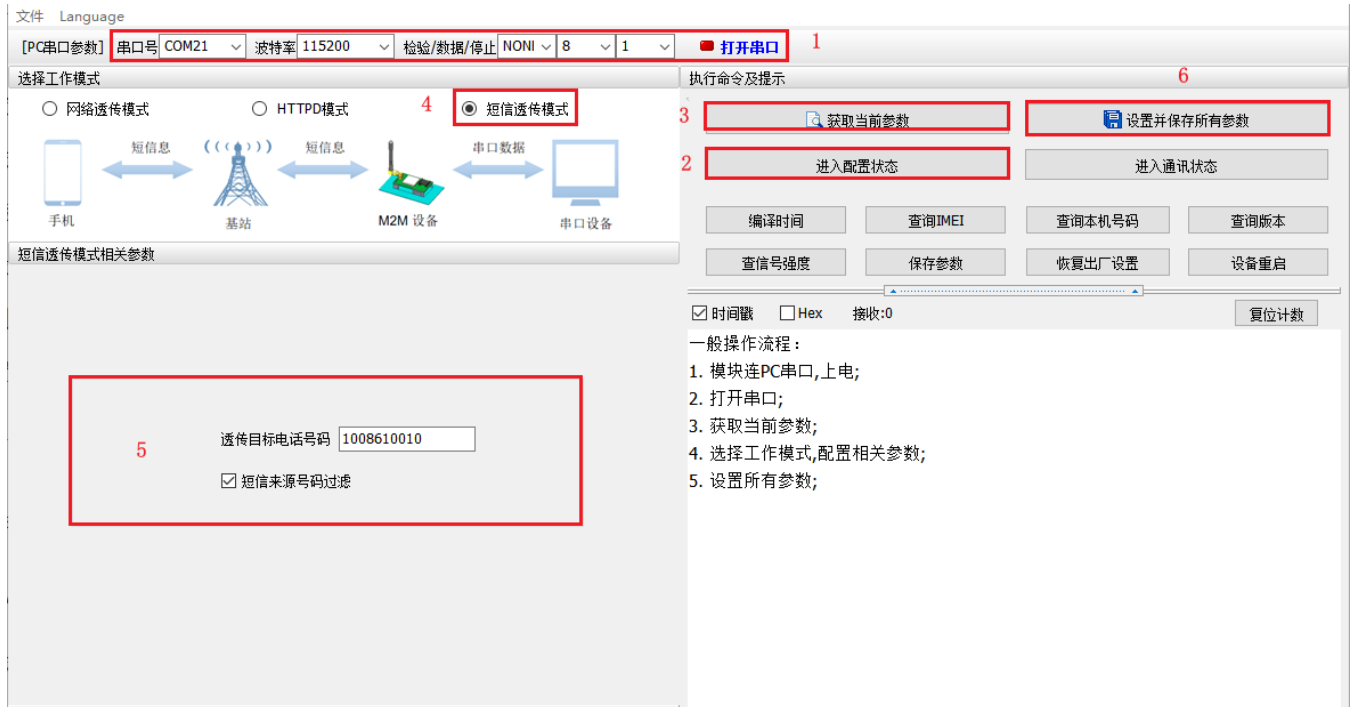 文件 Language
[PC串口参数] 串口号 COM21 波特率 115200 检验/数据/停止 NONI 8 1 打开串口 1
选择工作模式
网络透传模式 HTTPD模式 4 短信透传模式
短信息 短信息 串口数据
手机 基站 M2M 设备 串口设备
短信透传模式相关参数
5
透传目标电话号码 1008610010
短信来源号码过滤
执行命令及提示 6
3 获取当前参数 设置并保存所有参数
2 进入配置状态 进入通讯状态
编译时间 查询IMEI 查询本机号码 查询版本
查信号强度 保存参数 恢复出厂设置 设备重启
时间戳 Hex 接收:0 复位计数
一般操作流程:
1. 模块连PC串口,上电;
2. 打开串口;
3. 获取当前参数;
4. 选择工作模式,配置相关参数;
5. 设置所有参数;